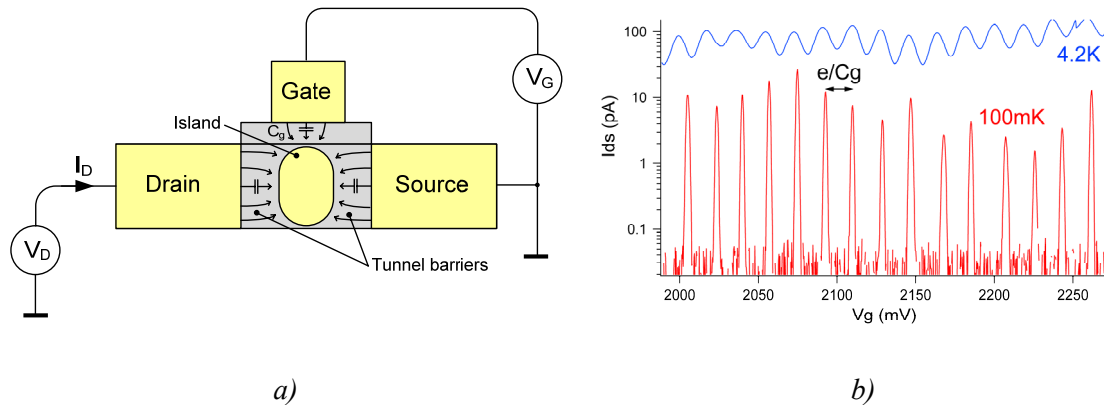 Gate
V_G
Island
C_g
I_D
Drain
Source
V_D
Tunnel barriers
a)
100
10
1
0.1
Ids (pA)
4.2K
e/Cg
100mK
2000
2050
2100
2150
2200
2250
Vg (mV)
b)